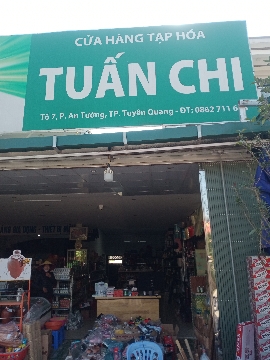 CỬA HÀNG TẠP HÓA
TUẤN CHI
Tổ 7, P. An Tường, TP. Tuyên Quang - ĐT: 0862 711 6